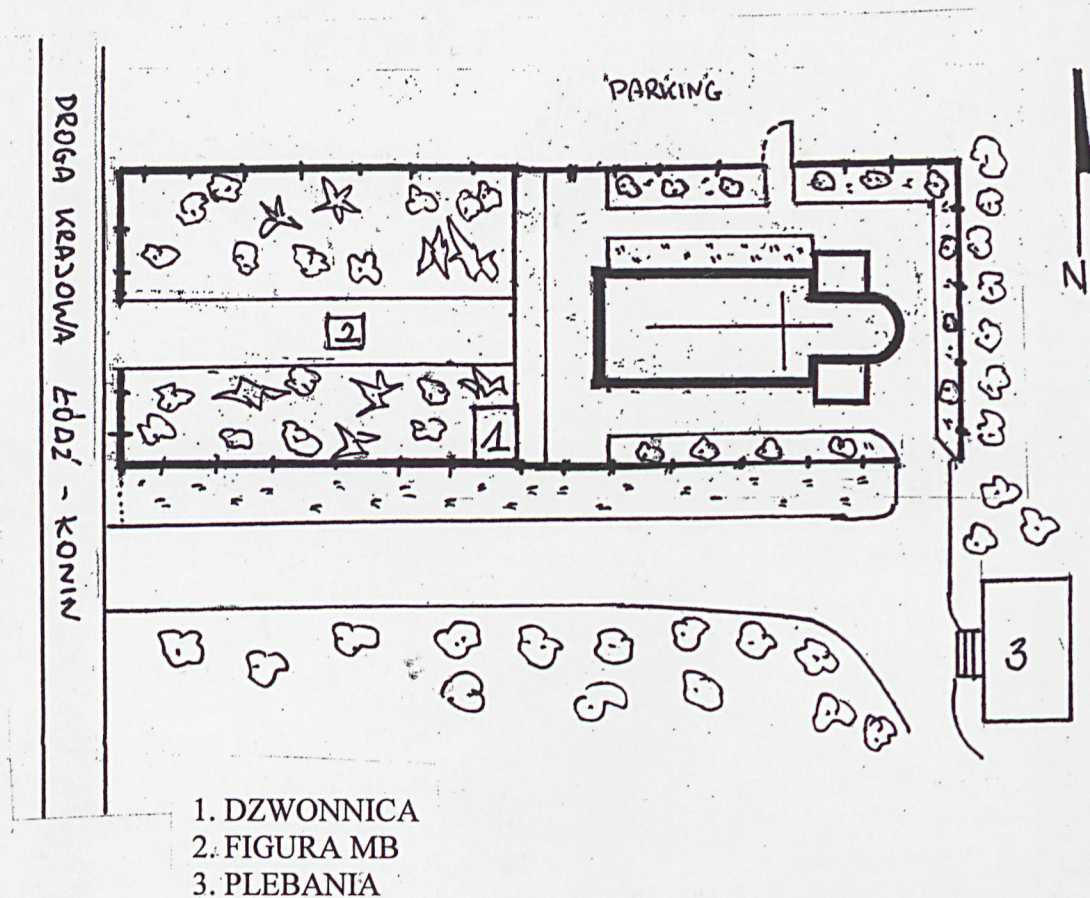 PARKING
DROGA KRAJOWA ŁÓDŹ - KONIN
N
2
1
3
1. DZWONNICA
2. FIGURA MB
3. PLEBANIA